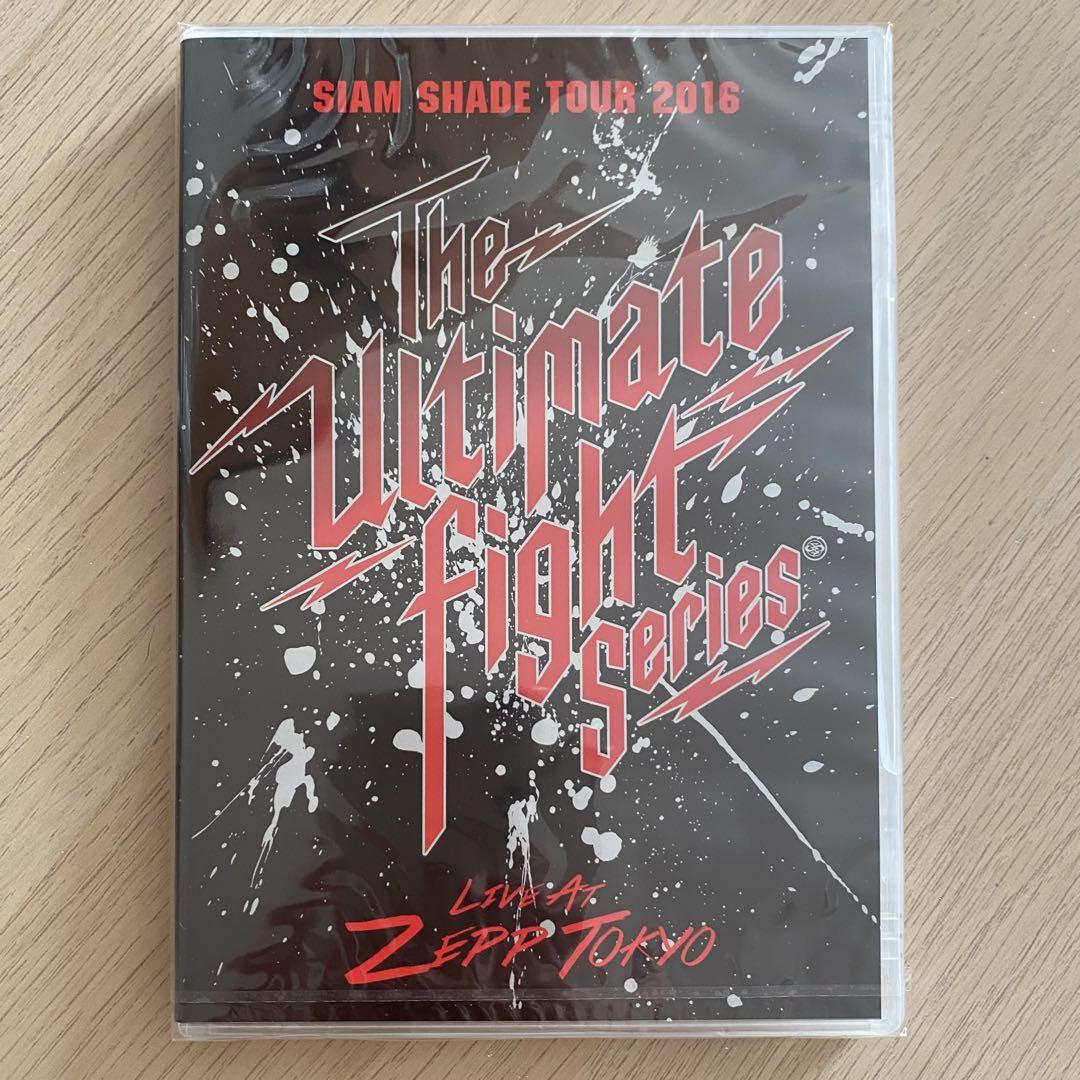 SIAM SHADE TOUR 2016
The
Ultimate
fight
Series
LIVE AT
ZEPP TOKYO